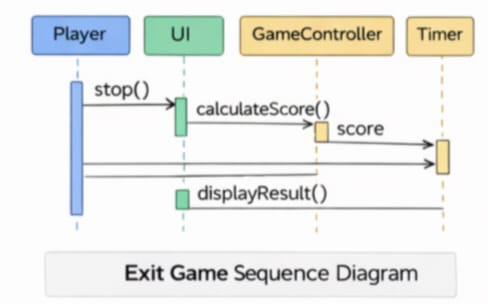 Player
UI
GameController
Timer
stop()
calculateScore()
score
displayResult()
Exit Game Sequence Diagram